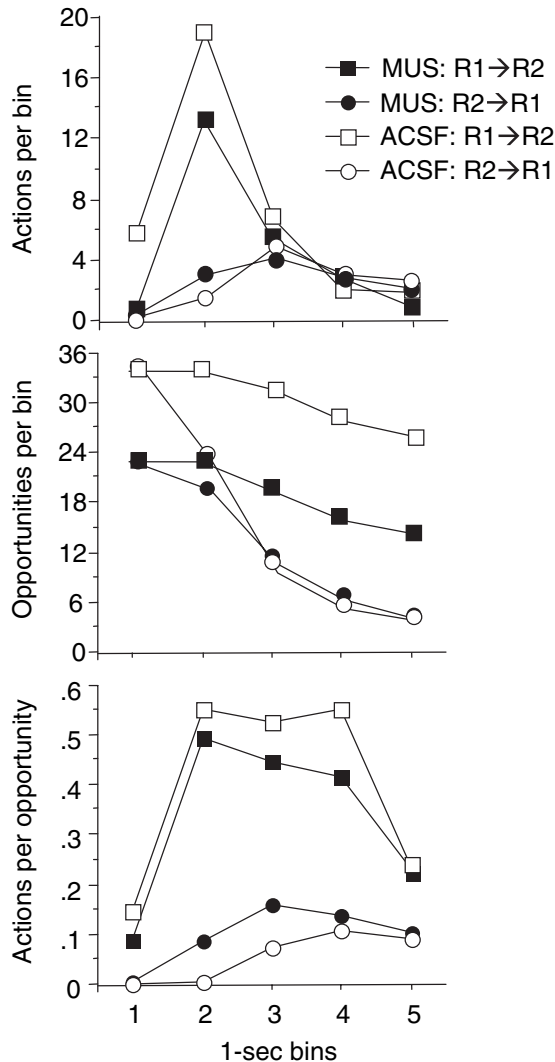 20
16
12
8
4
0
Actions per bin
MUS: R1→R2
MUS: R2→R1
ACSF: R1→R2
ACSF: R2→R1
36
30
24
18
12
6
0
Opportunities per bin
.6
.5
.4
.3
.2
.1
0
Actions per opportunity
1 2 3 4 5
1-sec bins